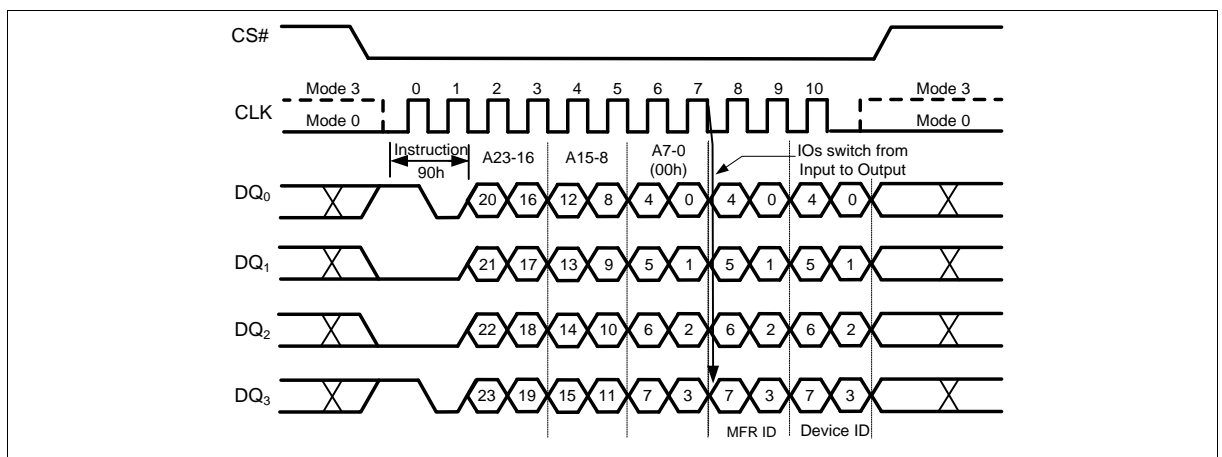 CS#
Mode 3 0 1 2 3 4 5 6 7 8 9 10 Mode 3
CLK
Mode 0 Mode 0
Instruction A23-16 A15-8 A7-0 IOs switch from
90h (00h) Input to Output
DQ0 20 16 12 8 4 0 4 0 4 0
DQ1 21 17 13 9 5 1 5 1 5 1
DQ2 22 18 14 10 6 2 6 2 6 2
DQ3 23 19 15 11 7 3 7 3 7 3
MFR ID Device ID